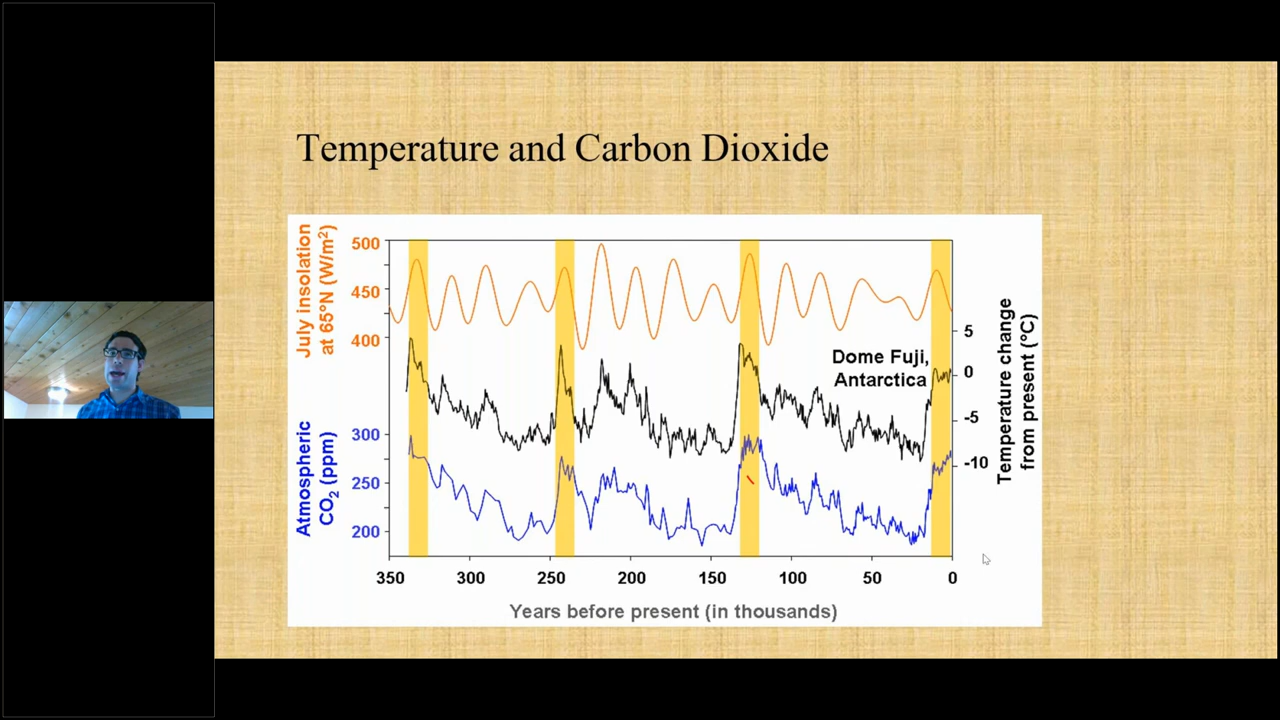 Temperature and Carbon Dioxide
July insolation
at 65°N (W/m²)
500
450
400
Atmospheric
CO₂ (ppm)
300
250
200
Dome Fuji,
Antarctica
5
0
-5
-10
Temperature change
from present (°C)
350 300 250 200 150 100 50 0
Years before present (in thousands)